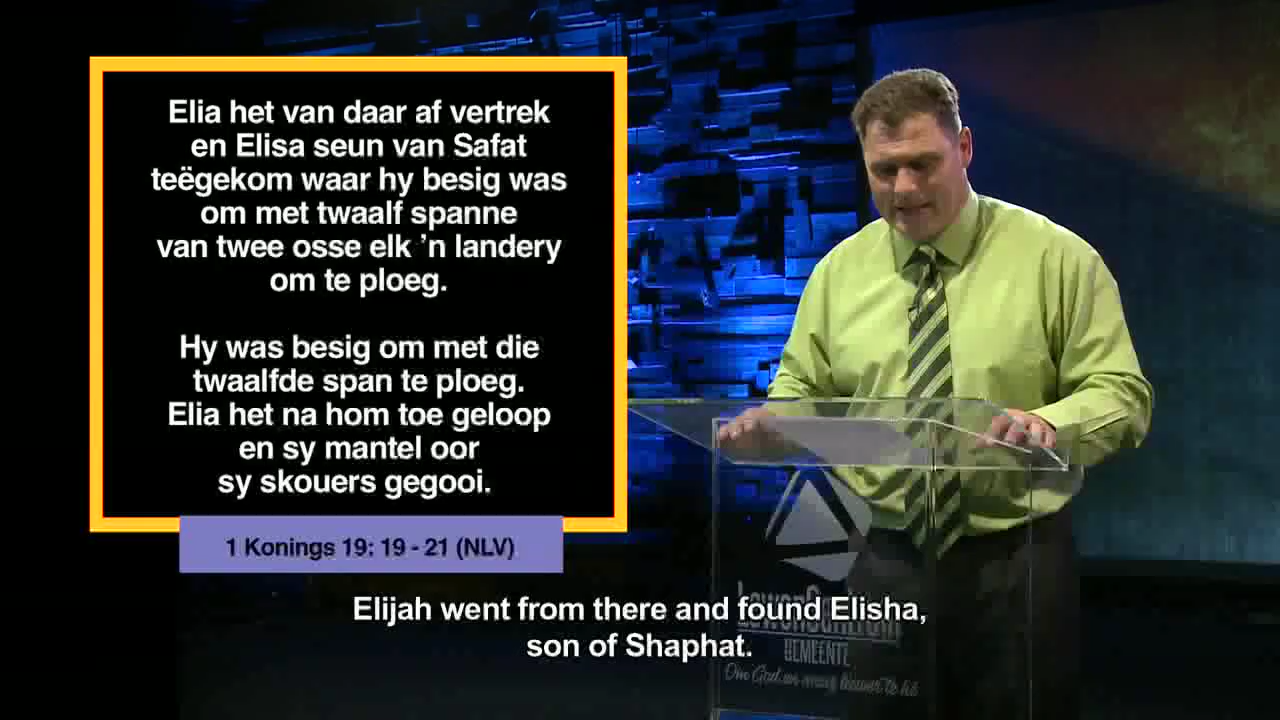 Elia het van daar af vertrek
en Elisa seun van Safat
teëgekom waar hy besig was
om met twaalf spanne
van twee osse elk ’n landery
om te ploeg.
Hy was besig om met die
twaalfde span te ploeg.
Elia het na hom toe geloop
en sy mantel oor
sy skouers gegooi.
1 Konings 19: 19 - 21 (NLV)
Elijah went from there and found Elisha,
son of Shaphat.
GEMEENTE
Om God